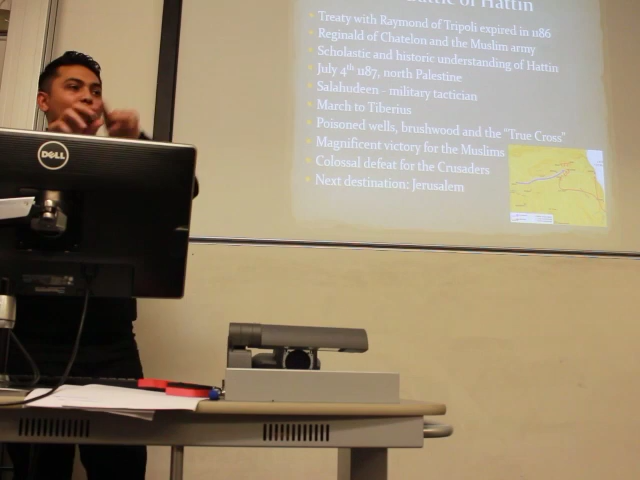 Battle of Hattin
Treaty with Raymond of Tripoli expired in 1186
Reginald of Chatelon and the Muslim army
Scholastic and historic understanding of Hattin
July 4th 1187, north Palestine
Salahudeen - military tactician
March to Tiberius
Poisoned wells, brushwood and the "True Cross"
Magnificent victory for the Muslims
Colossal defeat for the Crusaders
Next destination: Jerusalem
DELL